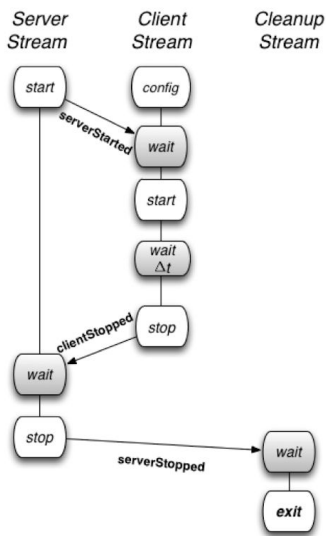 Server
Stream
Client
Stream
Cleanup
Stream
start
config
serverStarted
wait
start
wait
Δt
clientStopped
stop
wait
stop
serverStopped
wait
exit